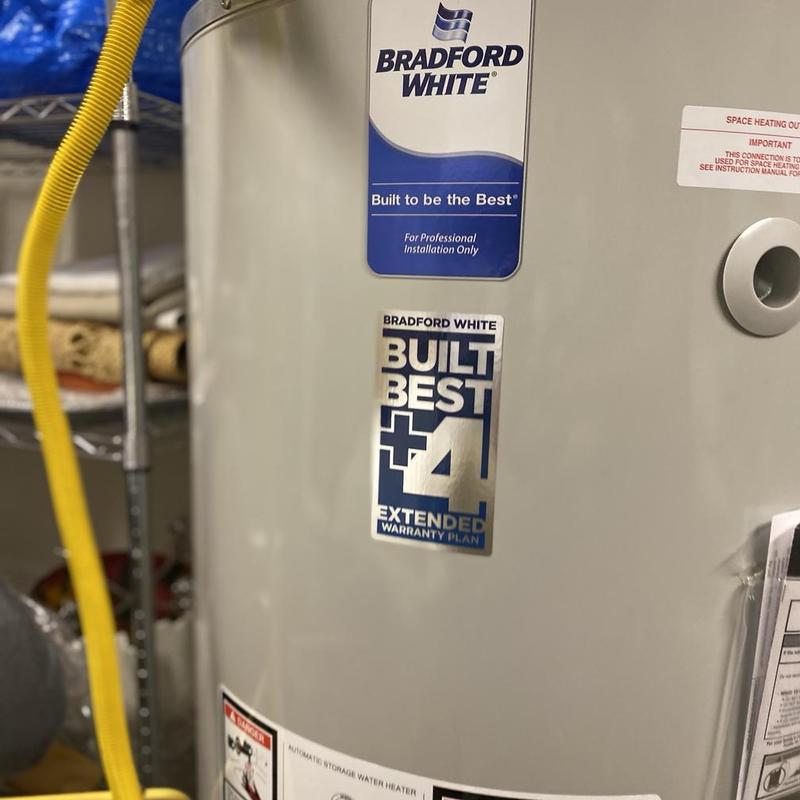 BRADFORD
WHITE®
Built to be the Best®
For Professional
Installation Only
SPACE HEATING OU
IMPORTANT
THIS CONNECTION IS TO
USED FOR SPACE HEATING
SEE INSTRUCTION MANUAL FOR
BRADFORD WHITE
BUILT
BEST
+4
EXTENDED
WARRANTY PLAN
DANGER
AUTOMATIC STORAGE WATER HEATER